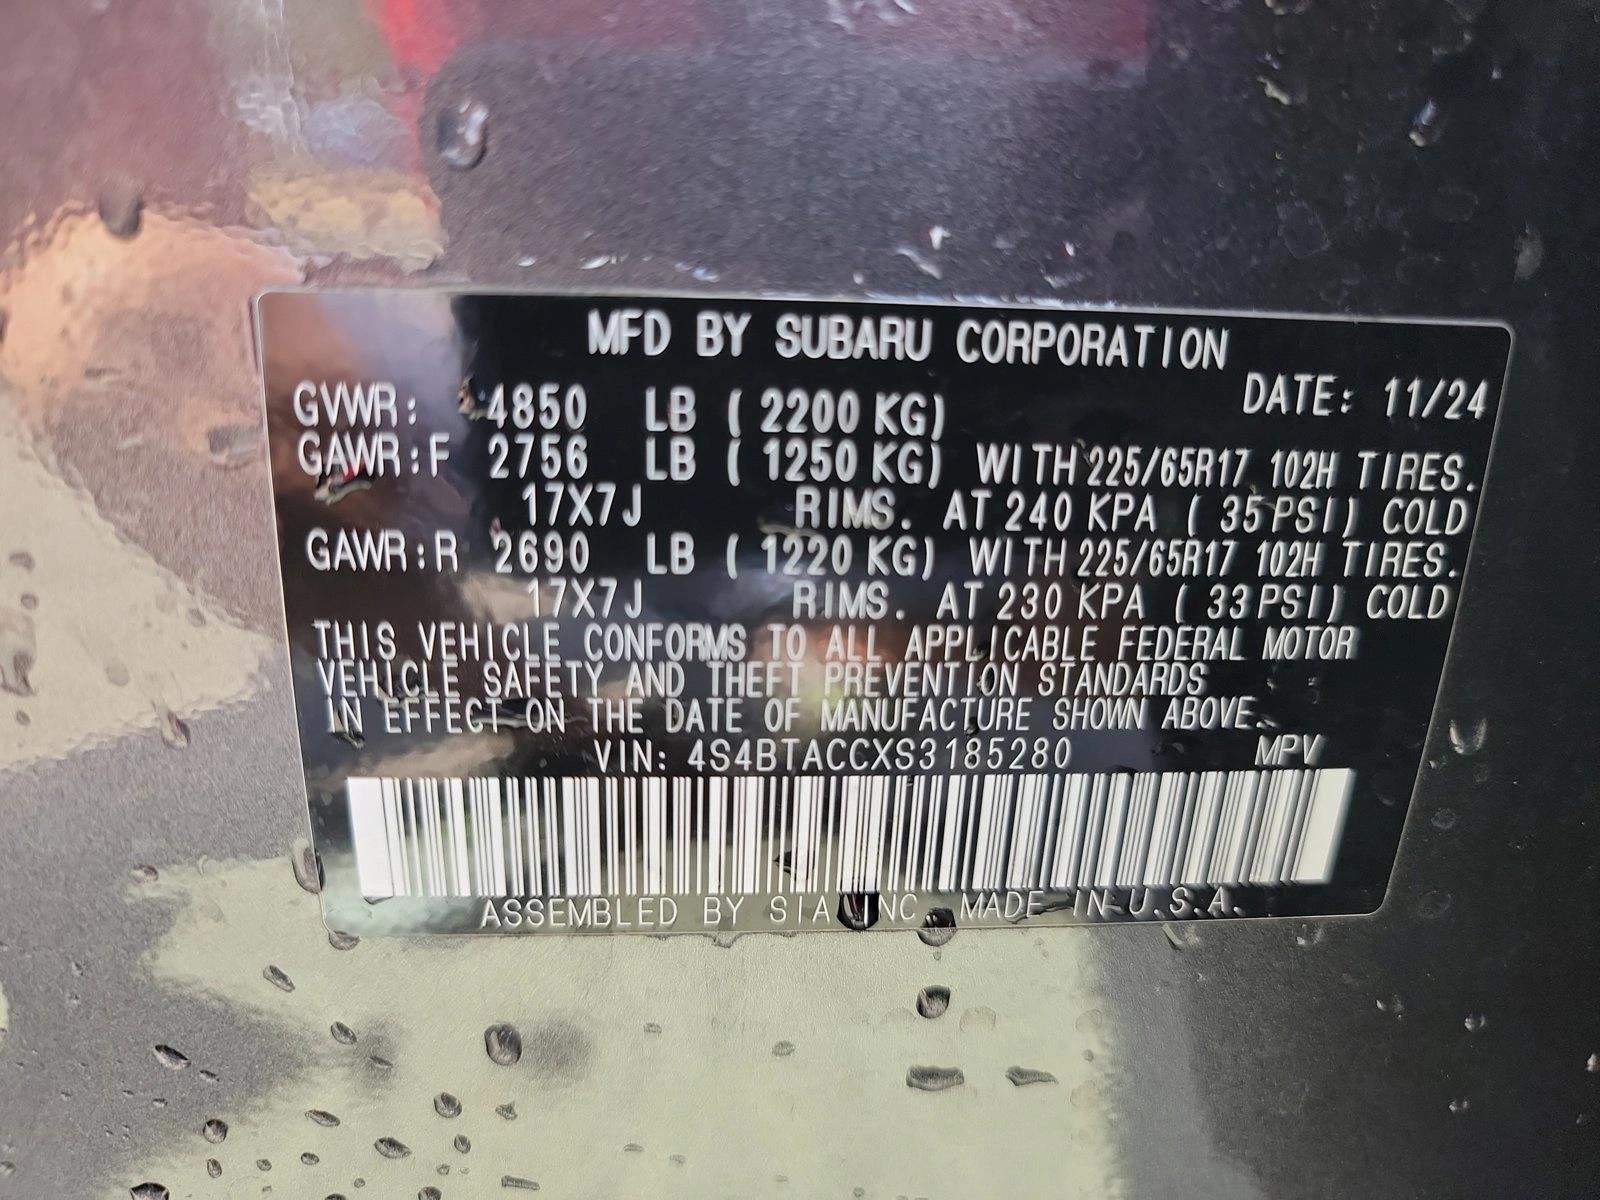 MFD BY SUBARU CORPORATION
DATE: 11/24
GVWR: 4850 LB ( 2200 KG)
GAWR:F 2756 LB ( 1250 KG) WITH 225/65R17 102H TIRES.
17X7J RIMS. AT 240 KPA ( 35 PSI) COLD
GAWR:R 2690 LB ( 1220 KG) WITH 225/65R17 102H TIRES.
17X7J RIMS. AT 230 KPA ( 33 PSI) COLD
THIS VEHICLE CONFORMS TO ALL APPLICABLE FEDERAL MOTOR
VEHICLE SAFETY AND THEFT PREVENTION STANDARDS
IN EFFECT ON THE DATE OF MANUFACTURE SHOWN ABOVE.
VIN: 4S4BTACCXS3185280 MPV
ASSEMBLED BY SIA INC MADE IN U.S.A.